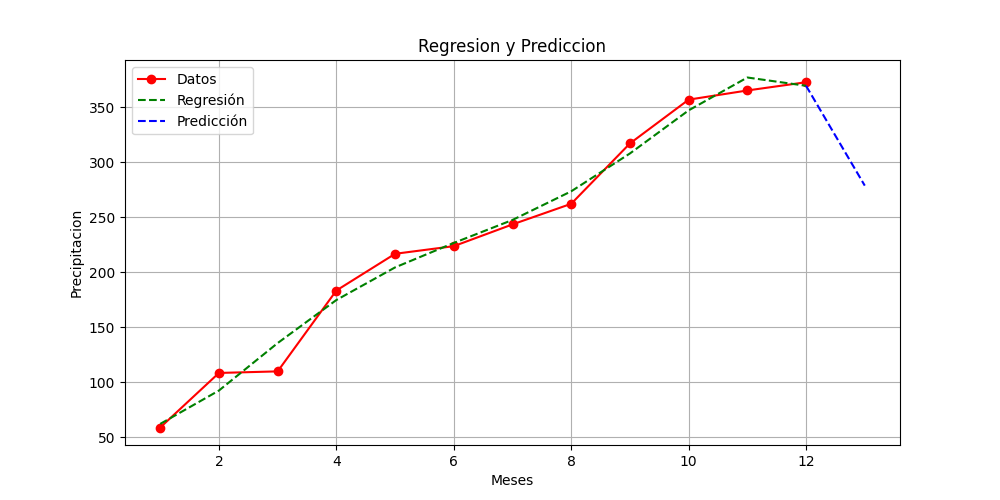 Regresion y Prediccion
Datos
Regresión
Predicción
Precipitacion
350
300
250
200
150
100
50
2 4 6 8 10 12
Meses